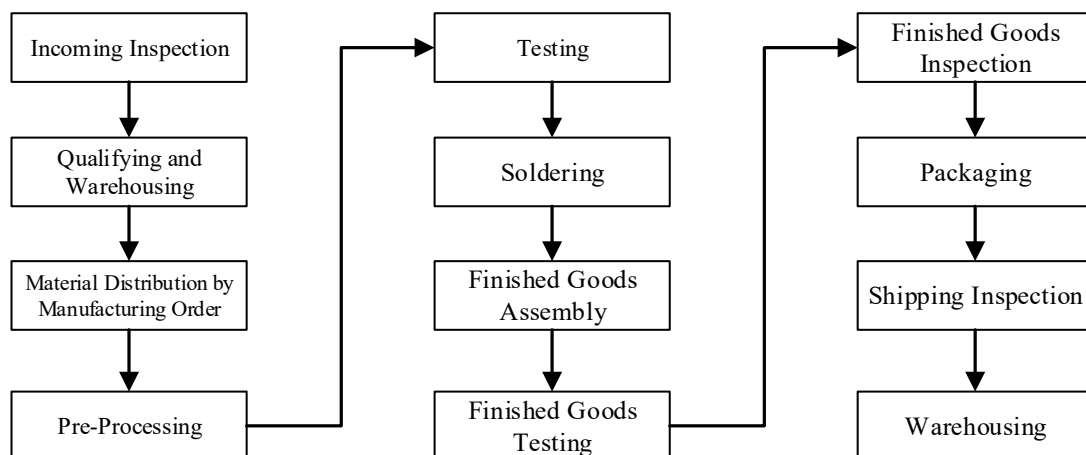 Incoming Inspection
Qualifying and
Warehousing
Material Distribution by
Manufacturing Order
Pre-Processing
Testing
Soldering
Finished Goods
Assembly
Finished Goods
Testing
Finished Goods
Inspection
Packaging
Shipping Inspection
Warehousing